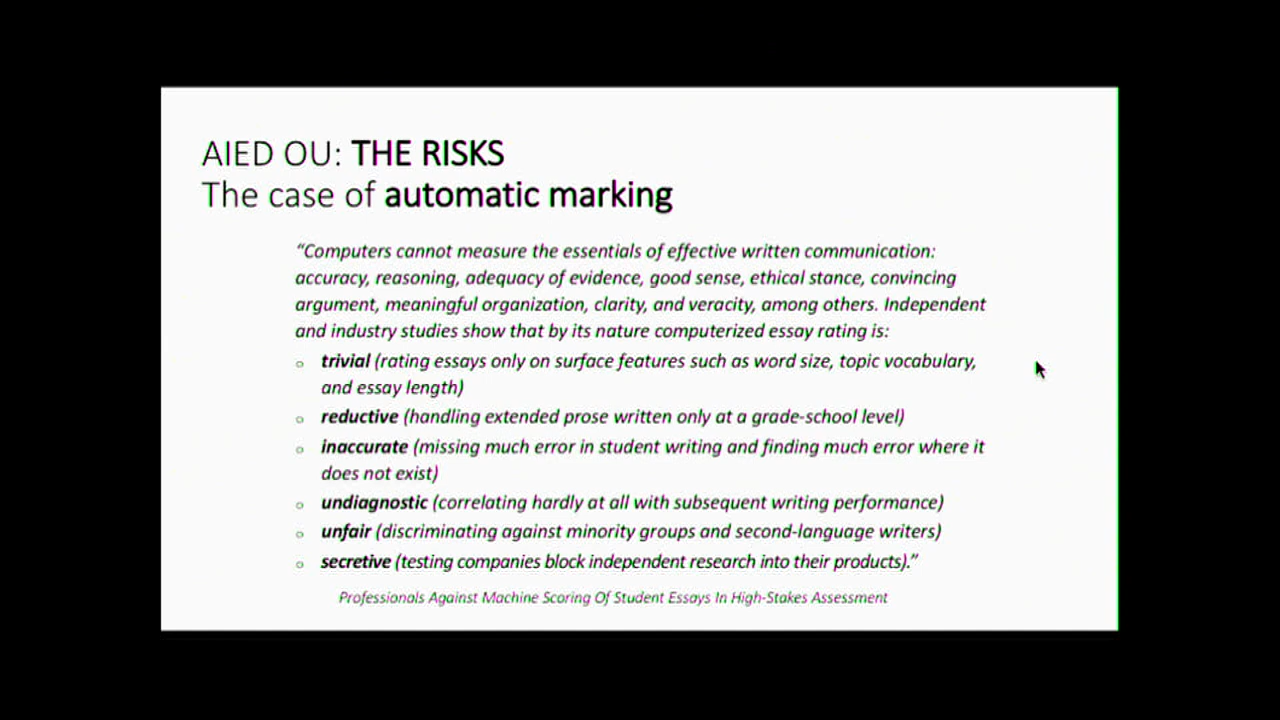 AIED OU: THE RISKS
The case of automatic marking
“Computers cannot measure the essentials of effective written communication:
accuracy, reasoning, adequacy of evidence, good sense, ethical stance, convincing
argument, meaningful organization, clarity, and veracity, among others. Independent
and industry studies show that by its nature computerized essay rating is:
○ trivial (rating essays only on surface features such as word size, topic vocabulary,
and essay length)
○ reductive (handling extended prose written only at a grade-school level)
○ inaccurate (missing much error in student writing and finding much error where it
does not exist)
○ undiagnostic (correlating hardly at all with subsequent writing performance)
○ unfair (discriminating against minority groups and second-language writers)
○ secretive (testing companies block independent research into their products).”
Professionals Against Machine Scoring Of Student Essays In High-Stakes Assessment